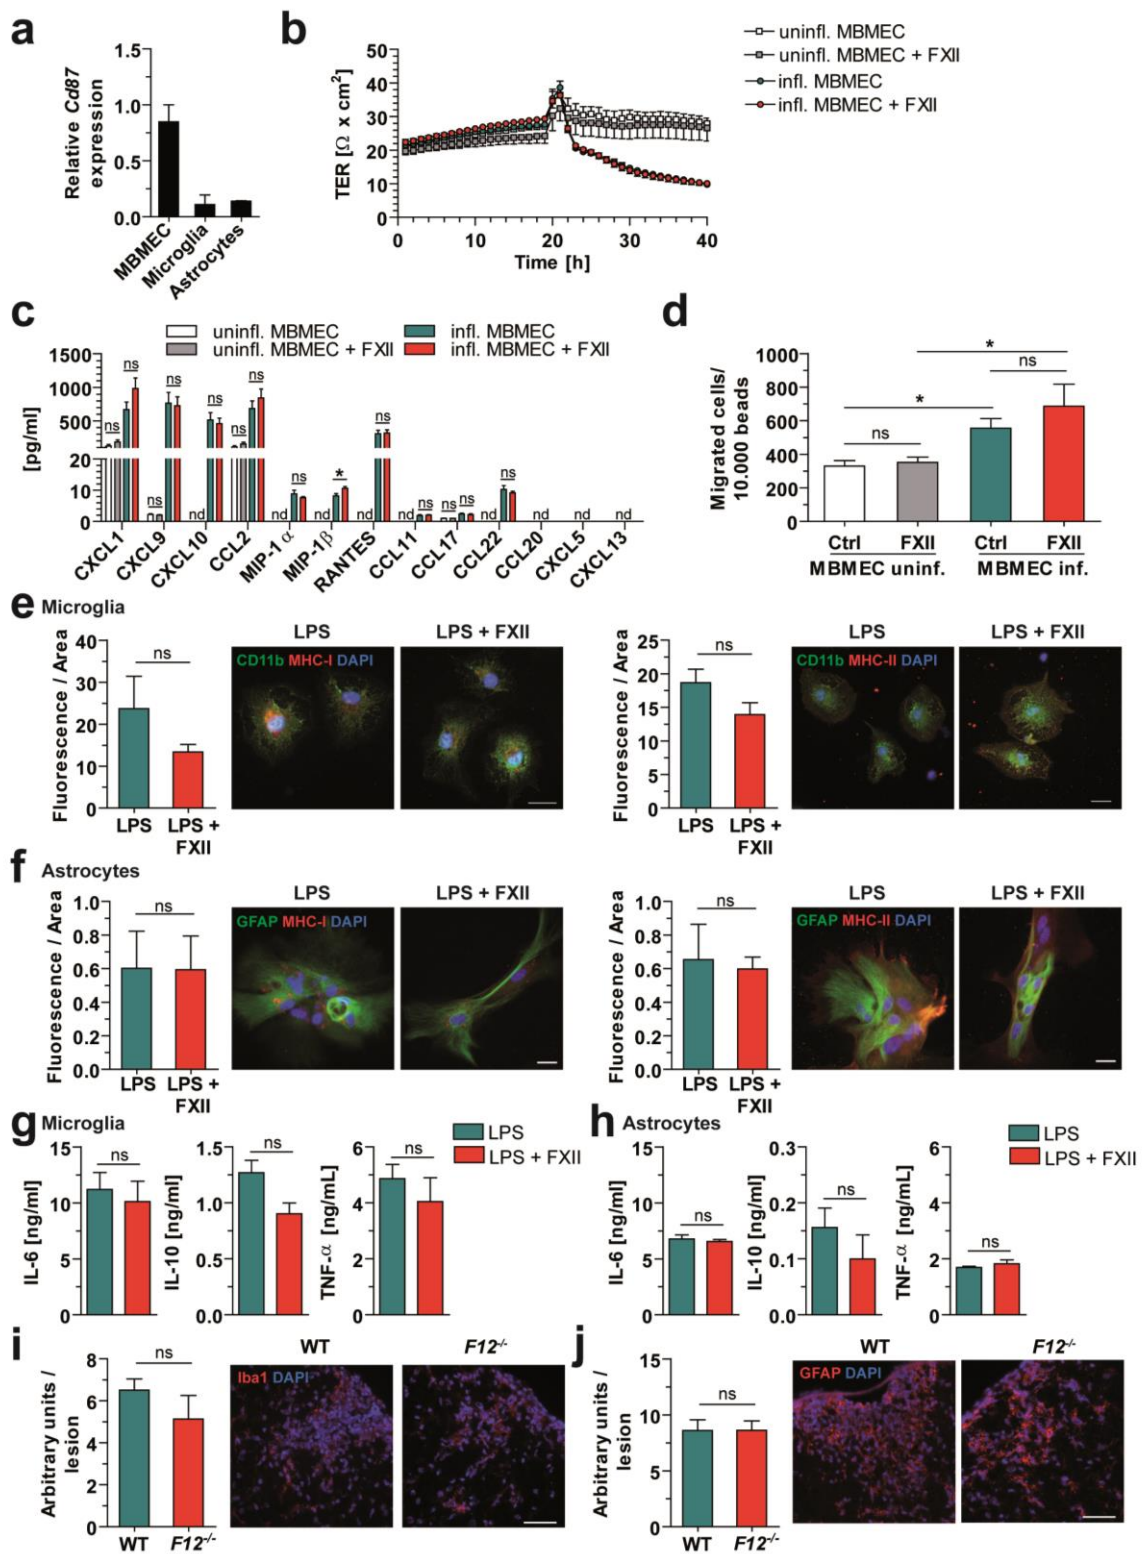 a
1.5
1.0
0.5
0.0
Relative Cd87
expression
MBMEC
Microglia
Astrocytes
b
50
40
30
20
10
0
TER [Ω x cm²]
0 10 20 30 40
Time [h]
uninfl. MBMEC
uninfl. MBMEC + FXII
infl. MBMEC
infl. MBMEC + FXII
c
uninfl. MBMEC
uninfl. MBMEC + FXII
infl. MBMEC
infl. MBMEC + FXII
1500
1000
500
20
10
0
[pg/ml]
ns ns ns ns ns ns ns * ns ns ns ns ns
nd nd nd nd nd nd nd nd nd
CXCL1
CXCL9
CXCL10
CCL2
MIP-1 α
MIP-1β
RANTES
CCL11
CCL17
CCL22
CCL20
CXCL5
CXCL13
d
1000
800
600
400
200
0
Migrated cells/
10.000 beads
*
ns
*
ns
Ctrl FXII Ctrl FXII
MBMEC uninf. MBMEC inf.
e Microglia
40
30
20
10
0
Fluorescence / Area
ns
LPS LPS +
FXII
LPS LPS + FXII
CD11b MHC-I DAPI
25
20
15
10
5
0
Fluorescence / Area
ns
LPS LPS +
FXII
LPS LPS + FXII
CD11b MHC-II DAPI
f Astrocytes
1.0
0.8
0.6
0.4
0.2
0.0
Fluorescence / Area
ns
LPS LPS +
FXII
LPS LPS + FXII
GFAP MHC-I DAPI
1.0
0.8
0.6
0.4
0.2
0.0
Fluorescence / Area
ns
LPS LPS +
FXII
LPS LPS + FXII
GFAP MHC-II DAPI
g Microglia
LPS
LPS + FXII
15
10
5
0
IL-6 [ng/ml]
ns
1.5
1.0
0.5
0.0
IL-10 [ng/ml]
ns
6
4
2
0
TNF-α [ng/mL]
ns
h Astrocytes
LPS
LPS + FXII
15
10
5
0
IL-6 [ng/ml]
ns
0.3
0.2
0.1
0.0
IL-10 [ng/ml]
ns
6
4
2
0
TNF-α [ng/mL]
ns
i
8
6
4
2
0
Arbitrary units /
lesion
ns
WT F12-/-
WT F12-/-
Iba1 DAPI
j
15
10
5
0
Arbitrary units /
lesion
ns
WT F12-/-
WT F12-/-
GFAP DAPI